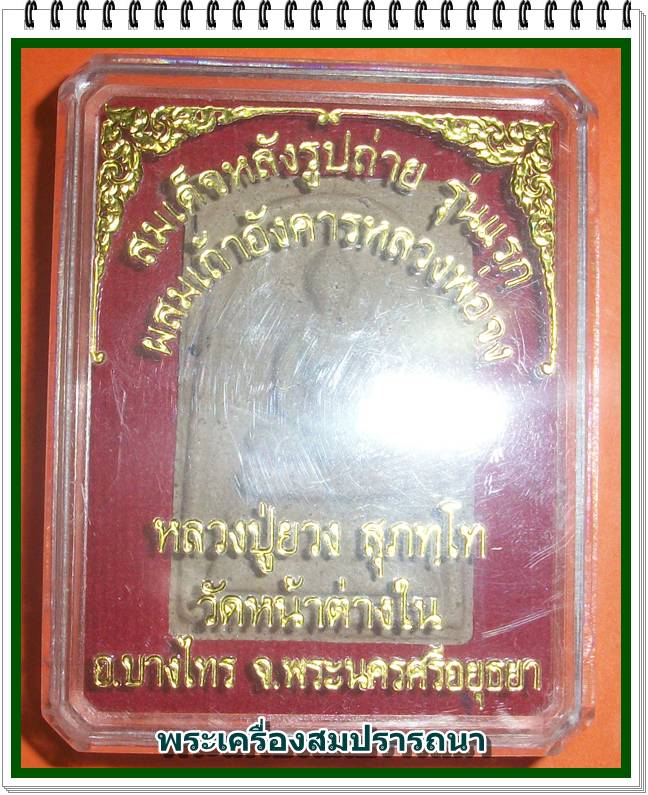 สมเด็จหลังรูปถ่าย รุ่นแรก
ผสมเถ้าอังคารหลวงพ่อจง
หลวงปู่ยวง สุภทฺโท
วัดหน้าต่างใน
อ.บางไทร จ.พระนครศรีอยุธยา
พระเครื่องสมปรารถนา